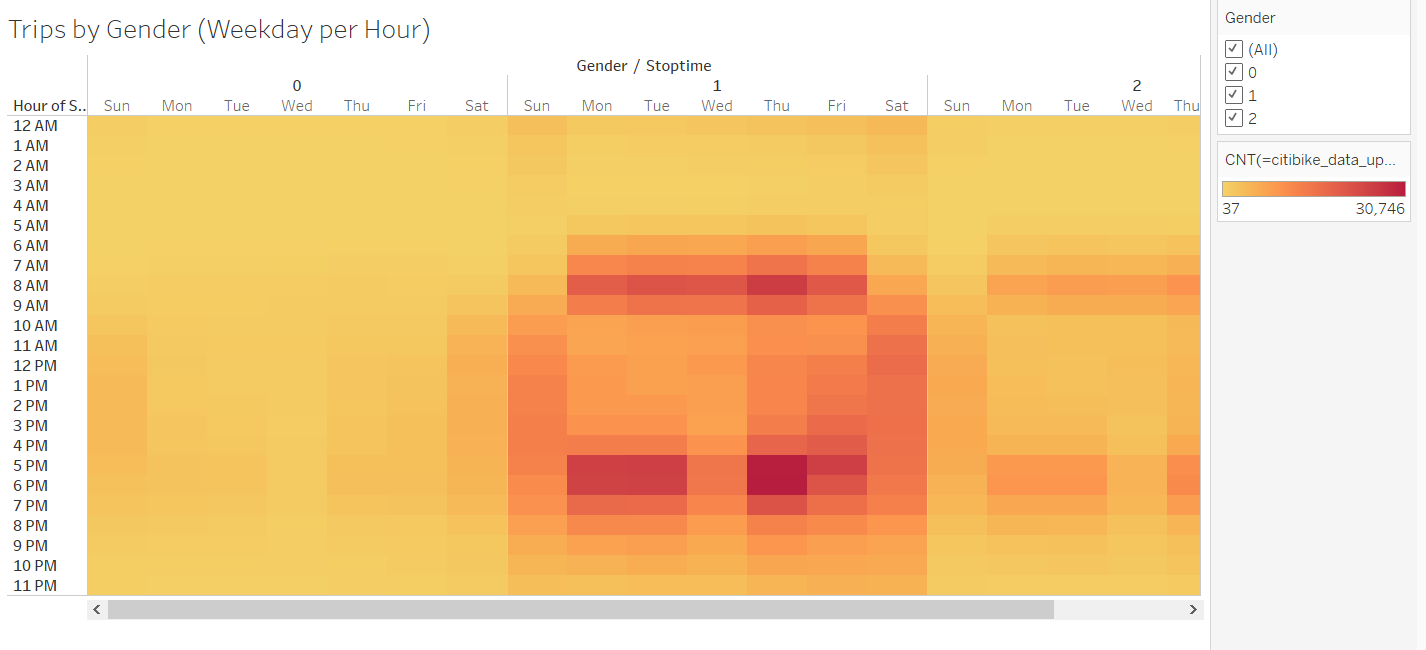 Trips by Gender (Weekday per Hour)
Gender / Stoptime
0 1 2
Hour of S.. Sun Mon Tue Wed Thu Fri Sat Sun Mon Tue Wed Thu Fri Sat Sun Mon Tue Wed Thu
12 AM
1 AM
2 AM
3 AM
4 AM
5 AM
6 AM
7 AM
8 AM
9 AM
10 AM
11 AM
12 PM
1 PM
2 PM
3 PM
4 PM
5 PM
6 PM
7 PM
8 PM
9 PM
10 PM
11 PM
Gender
(All)
0
1
2
CNT(=citibike_data_up...
37 30,746